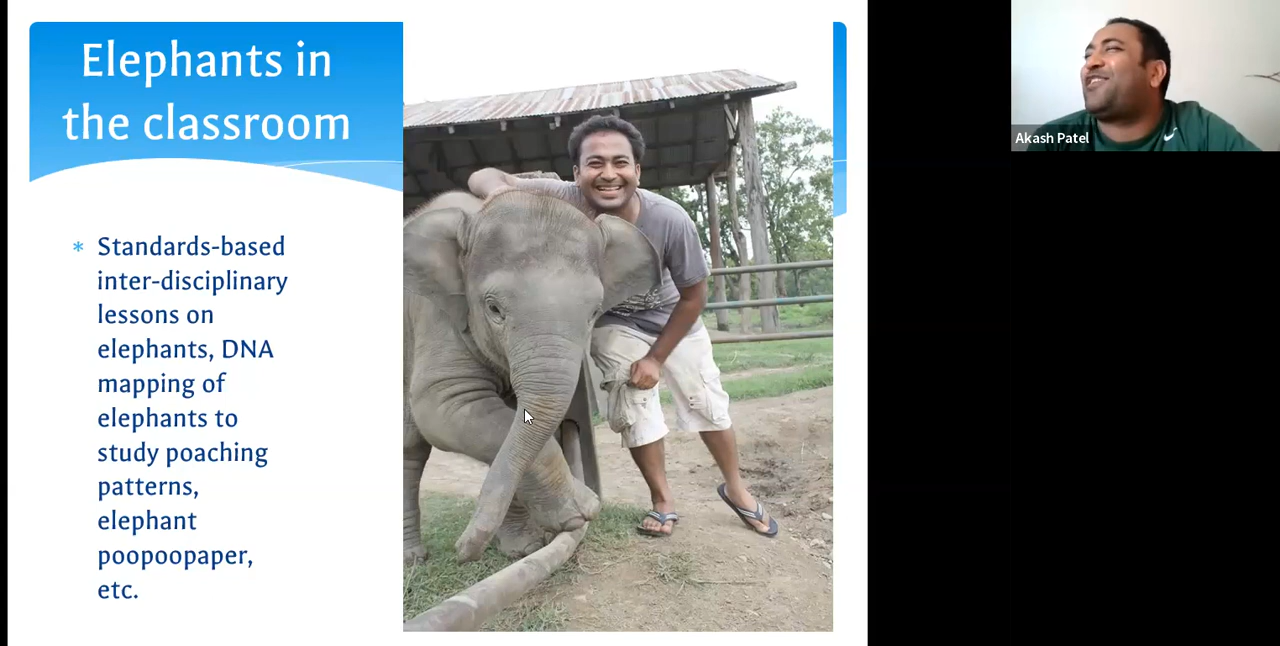 Elephants in
the classroom
* Standards-based
inter-disciplinary
lessons on
elephants, DNA
mapping of
elephants to
study poaching
patterns,
elephant
poopoopaper,
etc.
Akash Patel